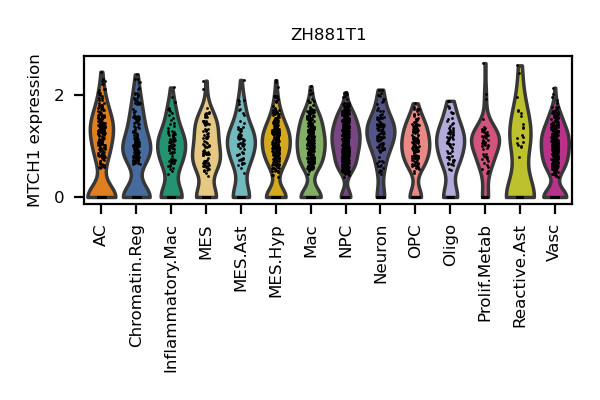 ZH881T1
MTCH1 expression
2
0
AC
Chromatin.Reg
Inflammatory.Mac
MES
MES.Ast
MES.Hyp
Mac
NPC
Neuron
OPC
Oligo
Prolif.Metab
Reactive.Ast
Vasc